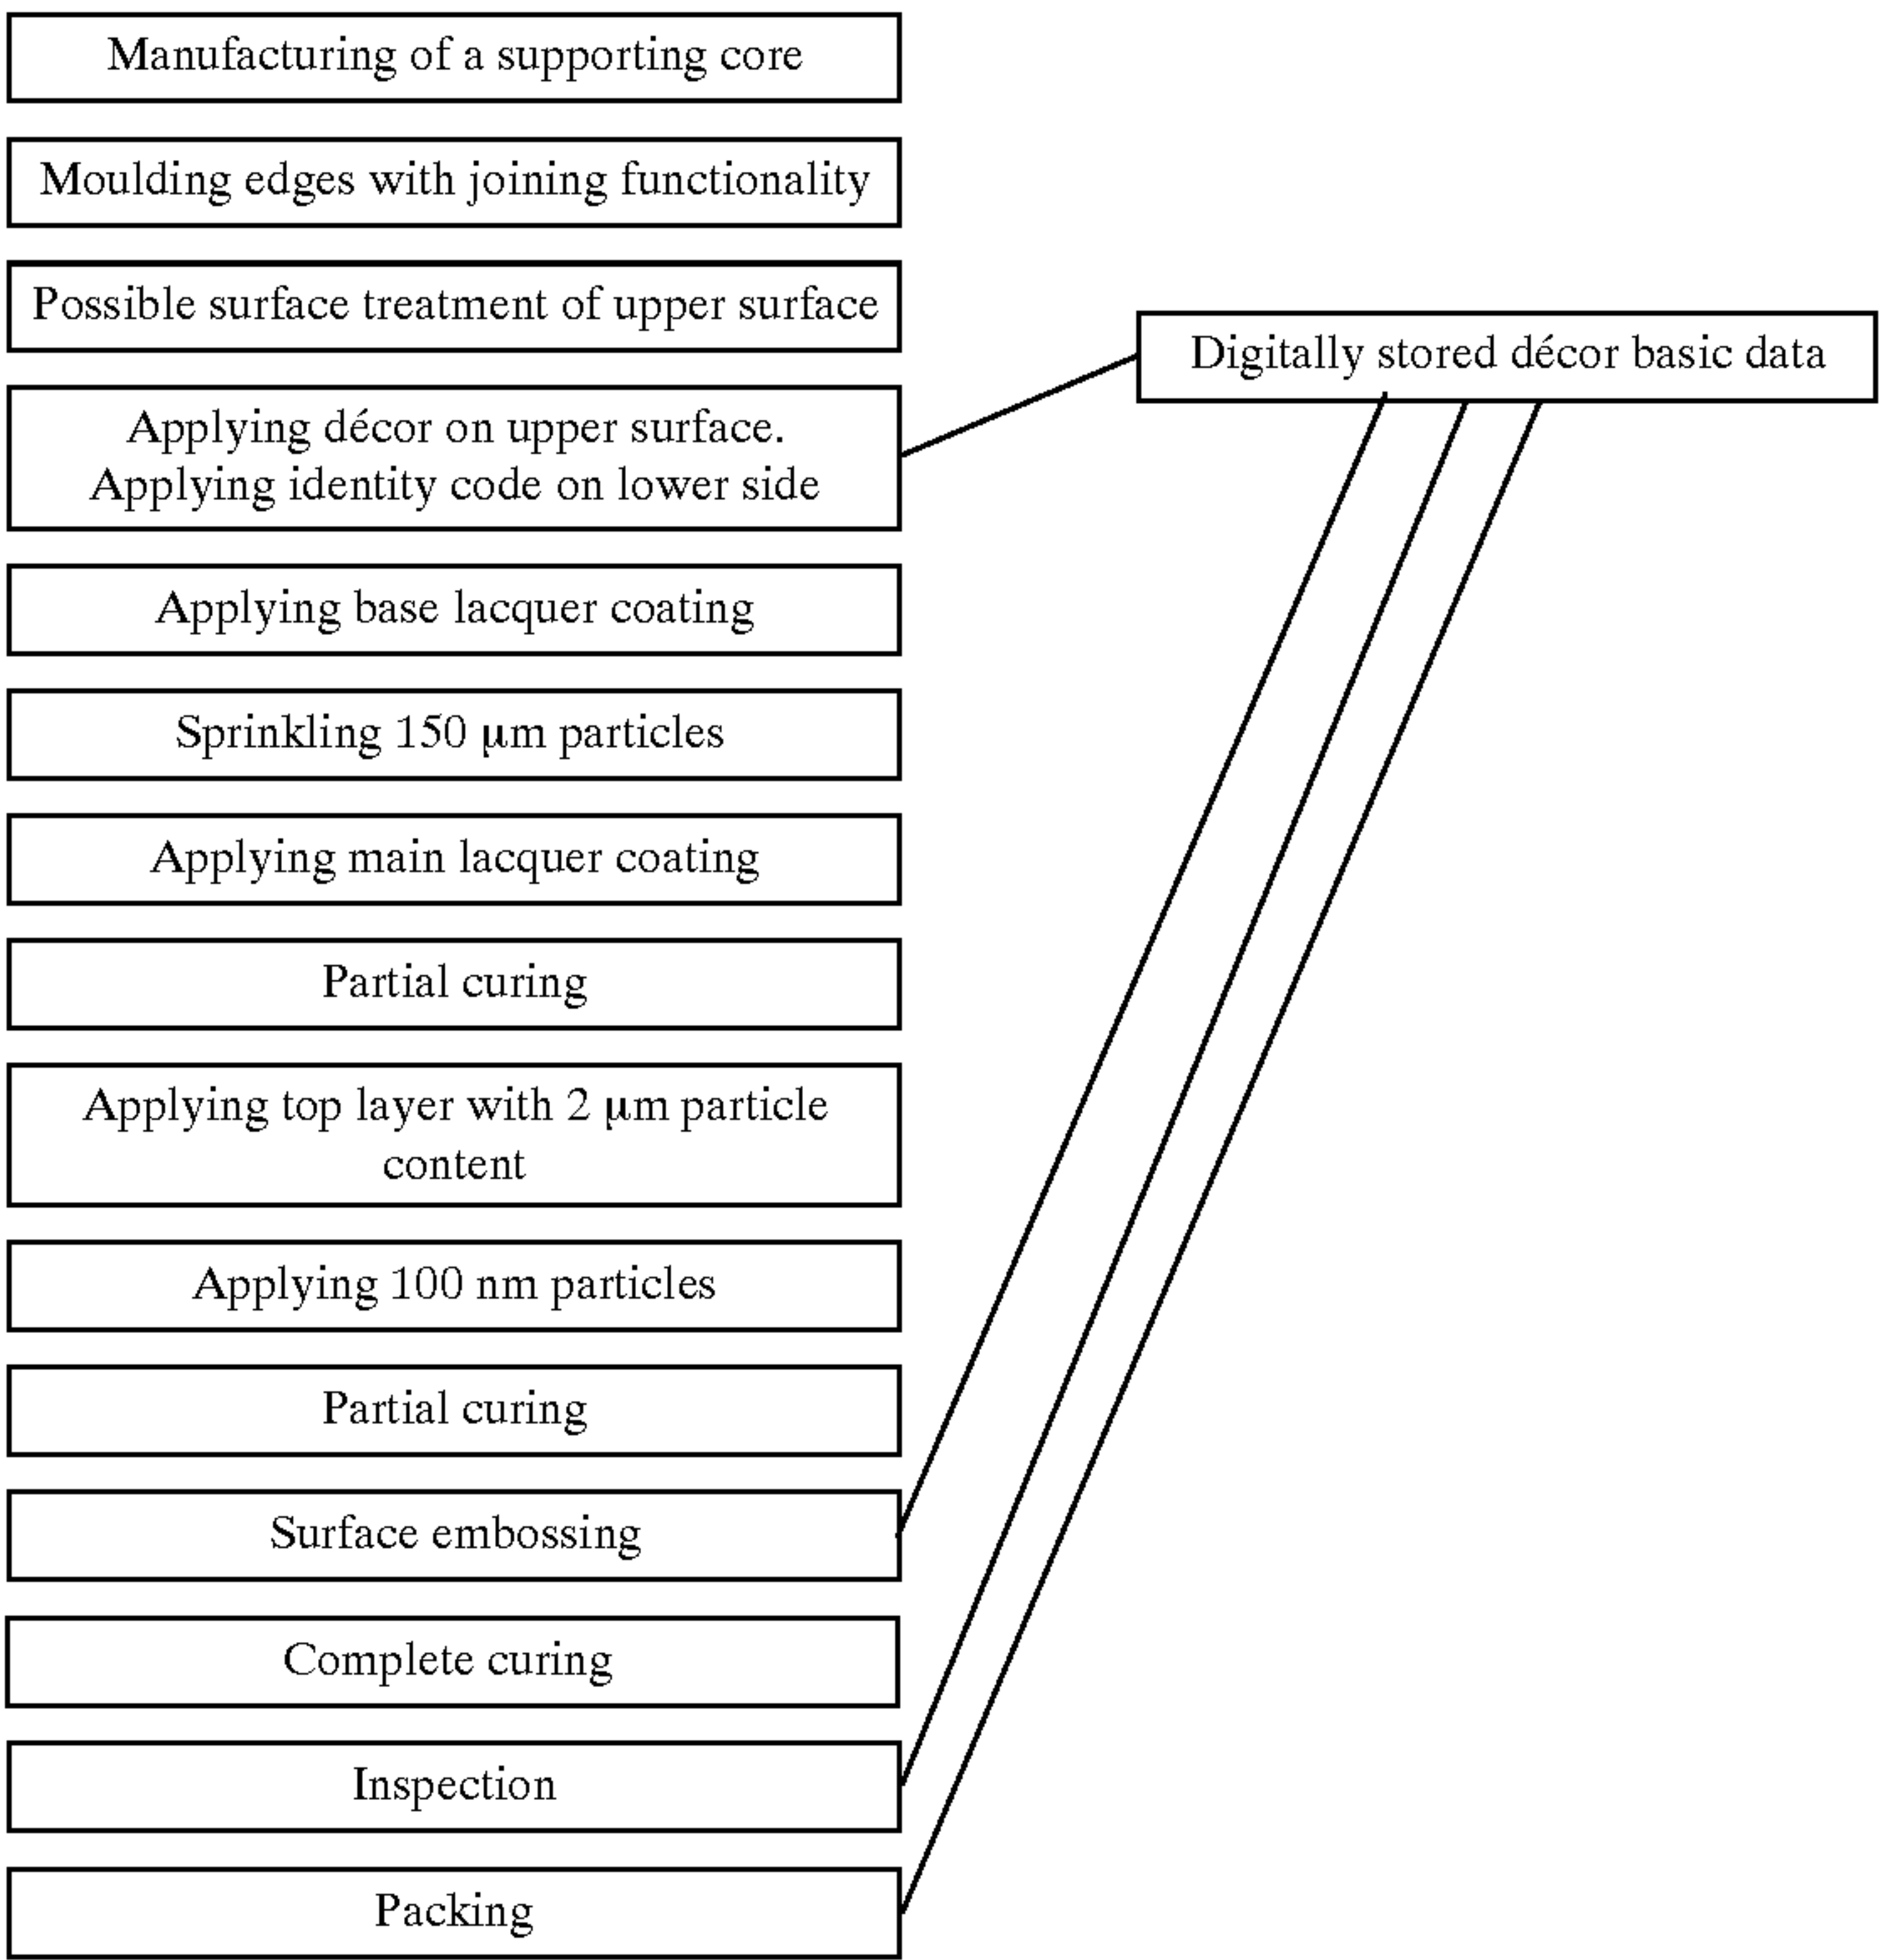 Manufacturing of a supporting core
Moulding edges with joining functionality
Possible surface treatment of upper surface
Digitally stored décor basic data
Applying décor on upper surface.
Applying identity code on lower side
Applying base lacquer coating
Sprinkling 150 µm particles
Applying main lacquer coating
Partial curing
Applying top layer with 2 µm particle
content
Applying 100 nm particles
Partial curing
Surface embossing
Complete curing
Inspection
Packing